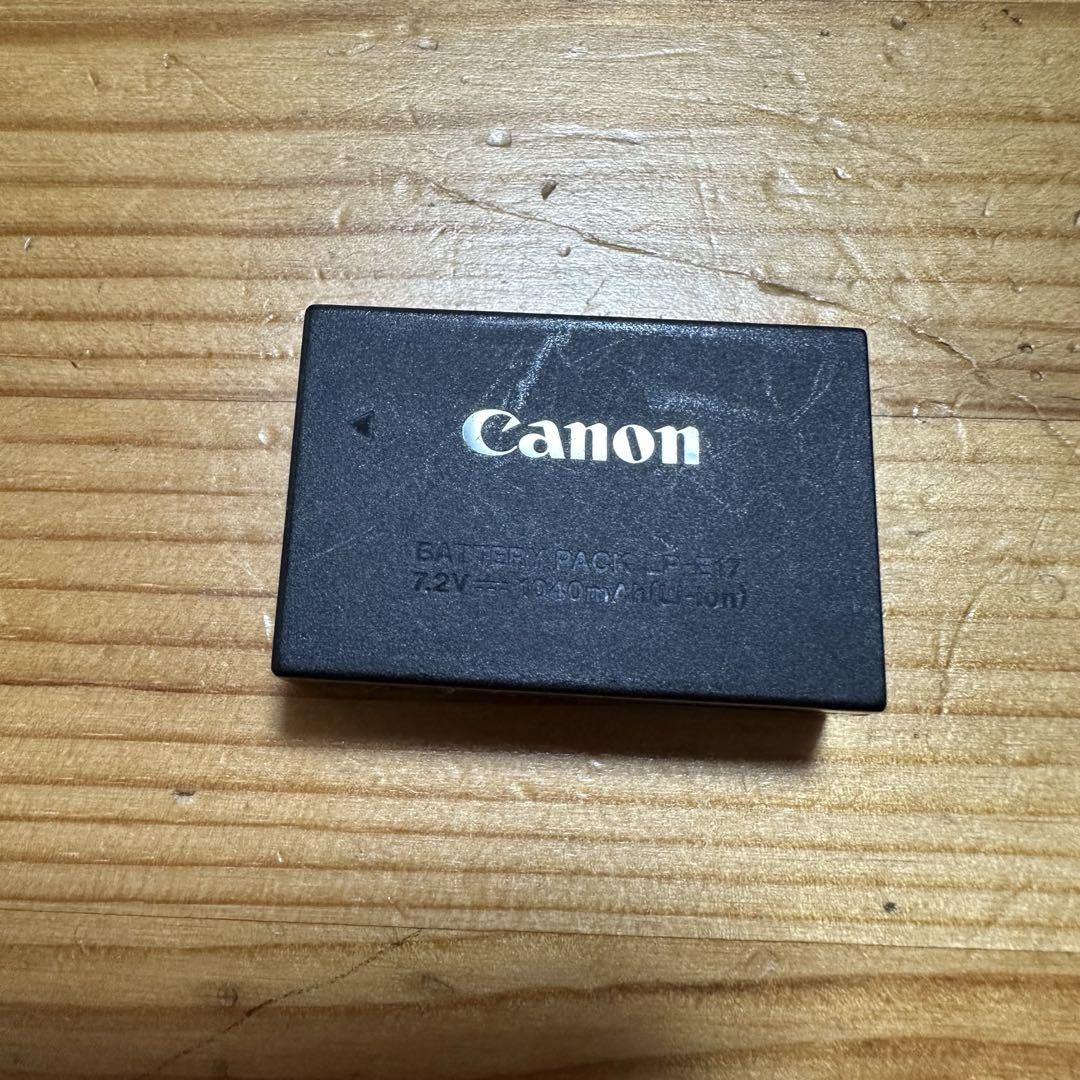 Canon
BATTERY PACK LP-E17
7.2V⎓1040mAh(Li-ion)